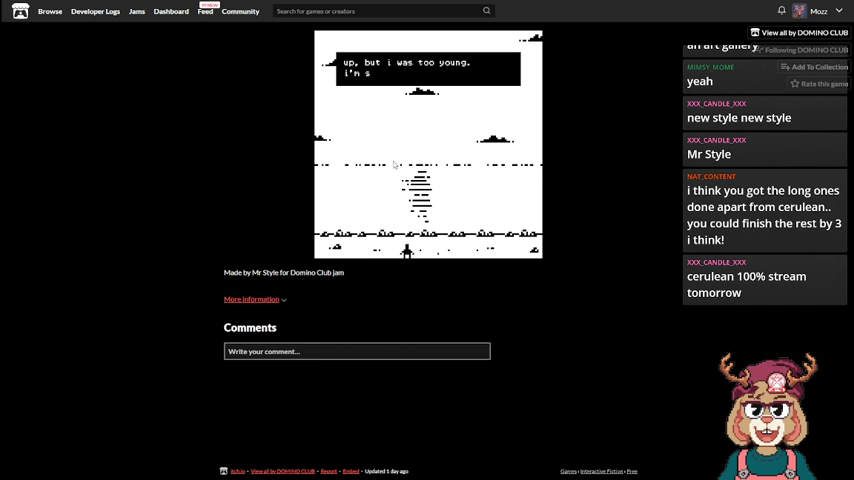 Browse Developer Logs Jams Dashboard Feed Community
Search for games or creators
Mozz
View all by DOMINO CLUB
Following DOMINO CLUB
Add To Collection
Rate this game
up, but i was too young.
i'm s
an art gallery
MIMSY_MOME
yeah
XXX_CANDLE_XXX
new style new style
XXX_CANDLE_XXX
Mr Style
NAT_CONTENT
i think you got the long ones
done apart from cerulean..
you could finish the rest by 3
i think!
XXX_CANDLE_XXX
cerulean 100% stream
tomorrow
Made by Mr Style for Domino Club jam
More information
Comments
Write your comment...
itch.io · View all by DOMINO CLUB · Report · Embed · Updated 1 day ago
Games › Interactive Fiction › Free